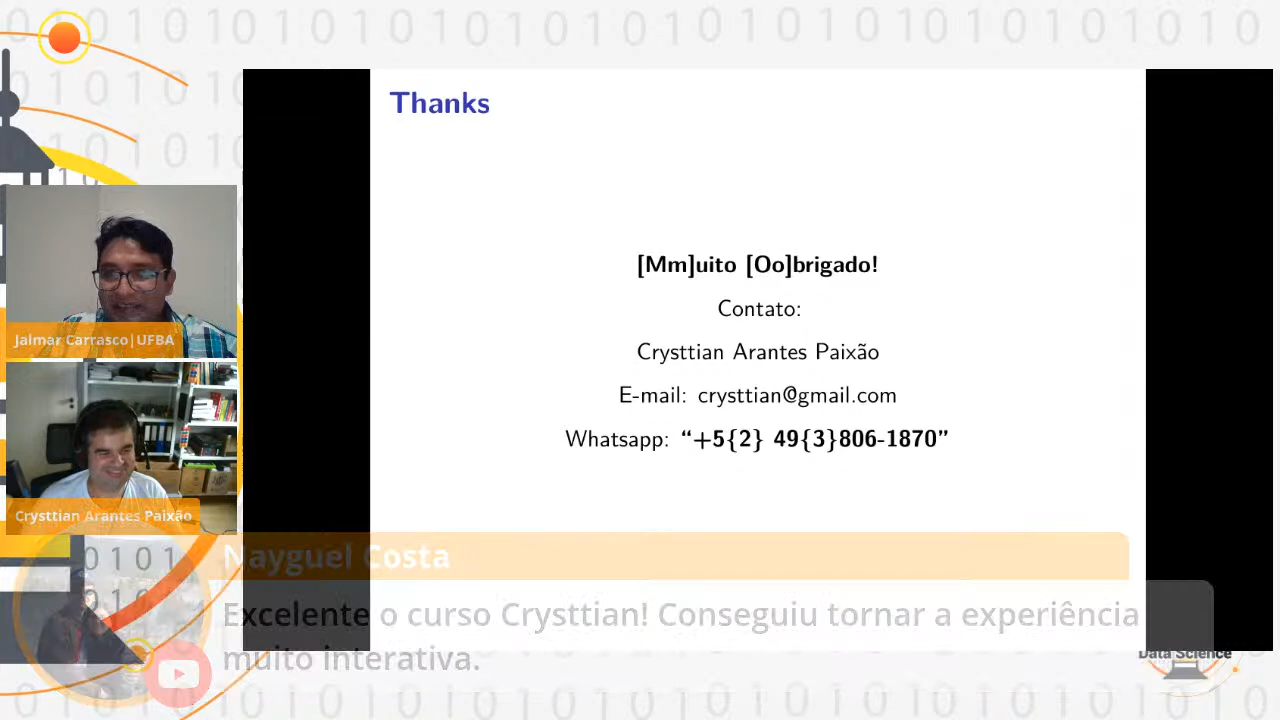 Thanks
[Mm]uito [Oo]brigado!
Contato:
Crysttian Arantes Paixão
E-mail: crysttian@gmail.com
Whatsapp: “+5{2} 49{3}806-1870”
Jalmar Carrasco|UFBA
Crysttian Arantes Paixão
Nayguel Costa
Excelente o curso Crysttian! Conseguiu tornar a experiência
muito interativa.
Data Science